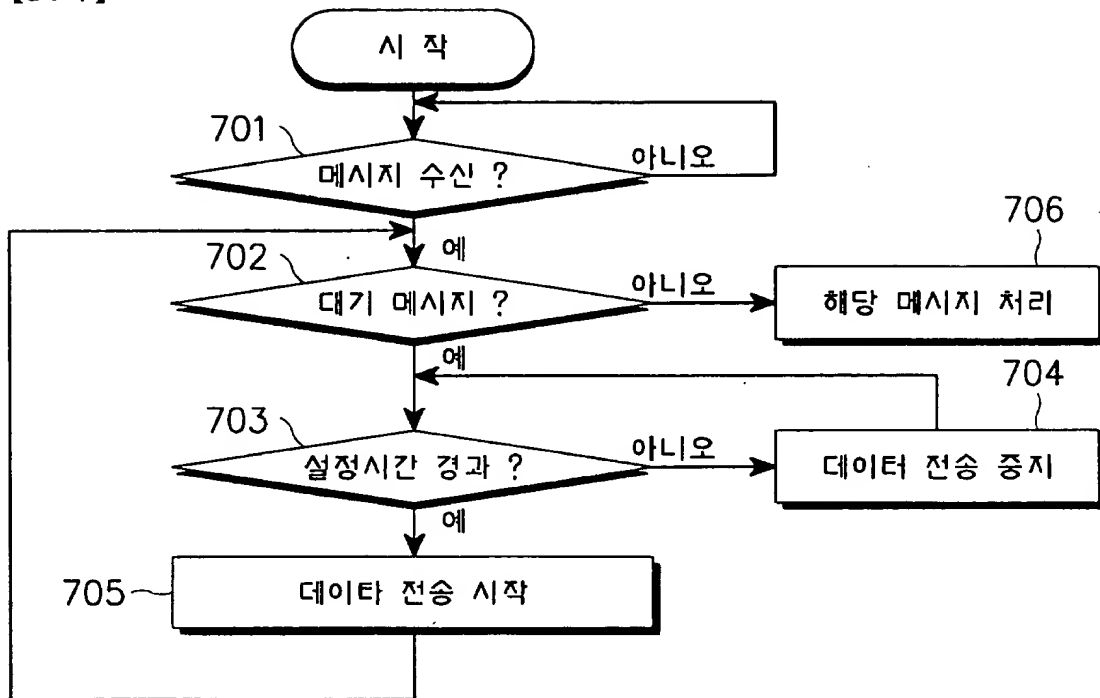 시 작
701
메시지 수신 ?
아니오
예
706
702
대기 메시지 ?
아니오
해당 메시지 처리
예
704
703
설정시간 경과 ?
아니오
데이터 전송 중지
예
705
데이타 전송 시작